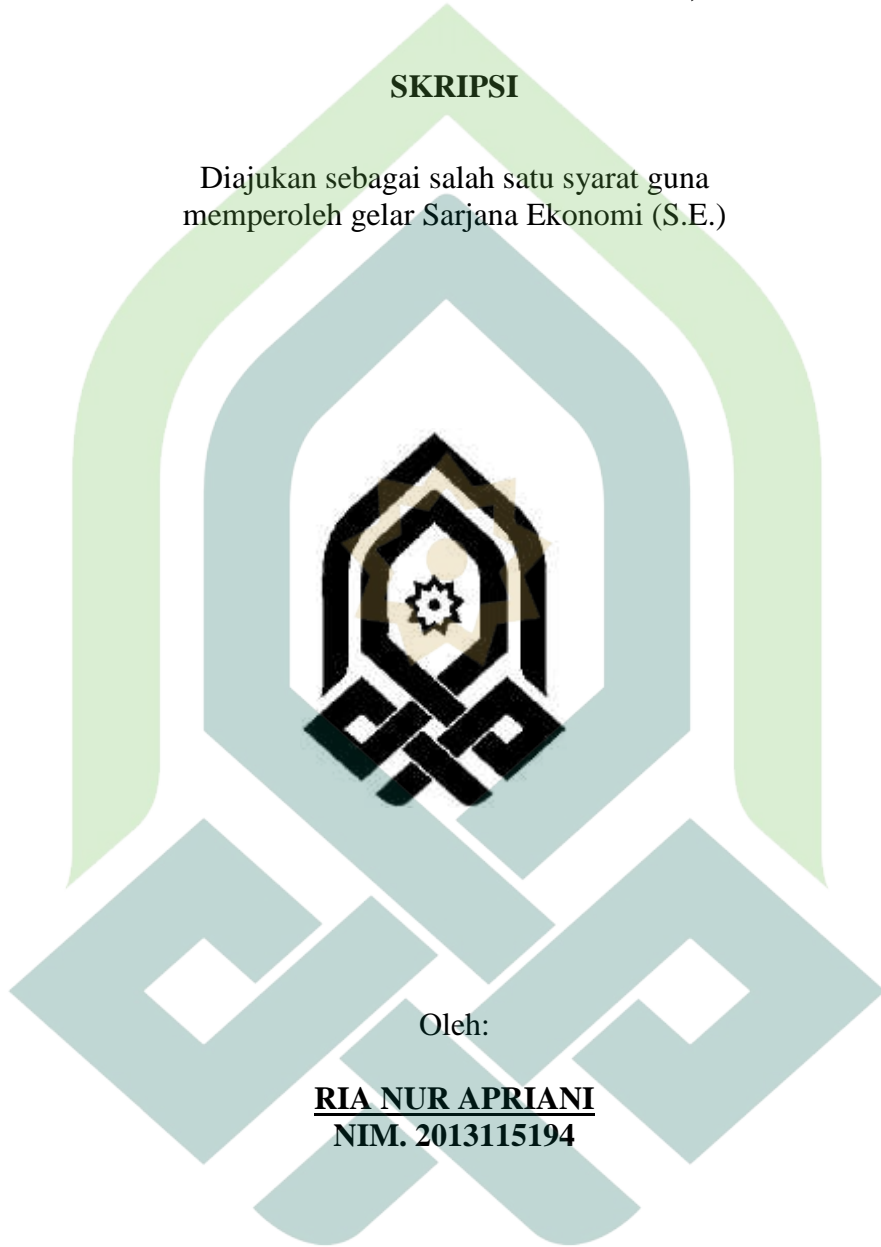 SKRIPSI
Diajukan sebagai salah satu syarat guna
memperoleh gelar Sarjana Ekonomi (S.E.)
Oleh:
RIA NUR APRIANI
NIM. 2013115194